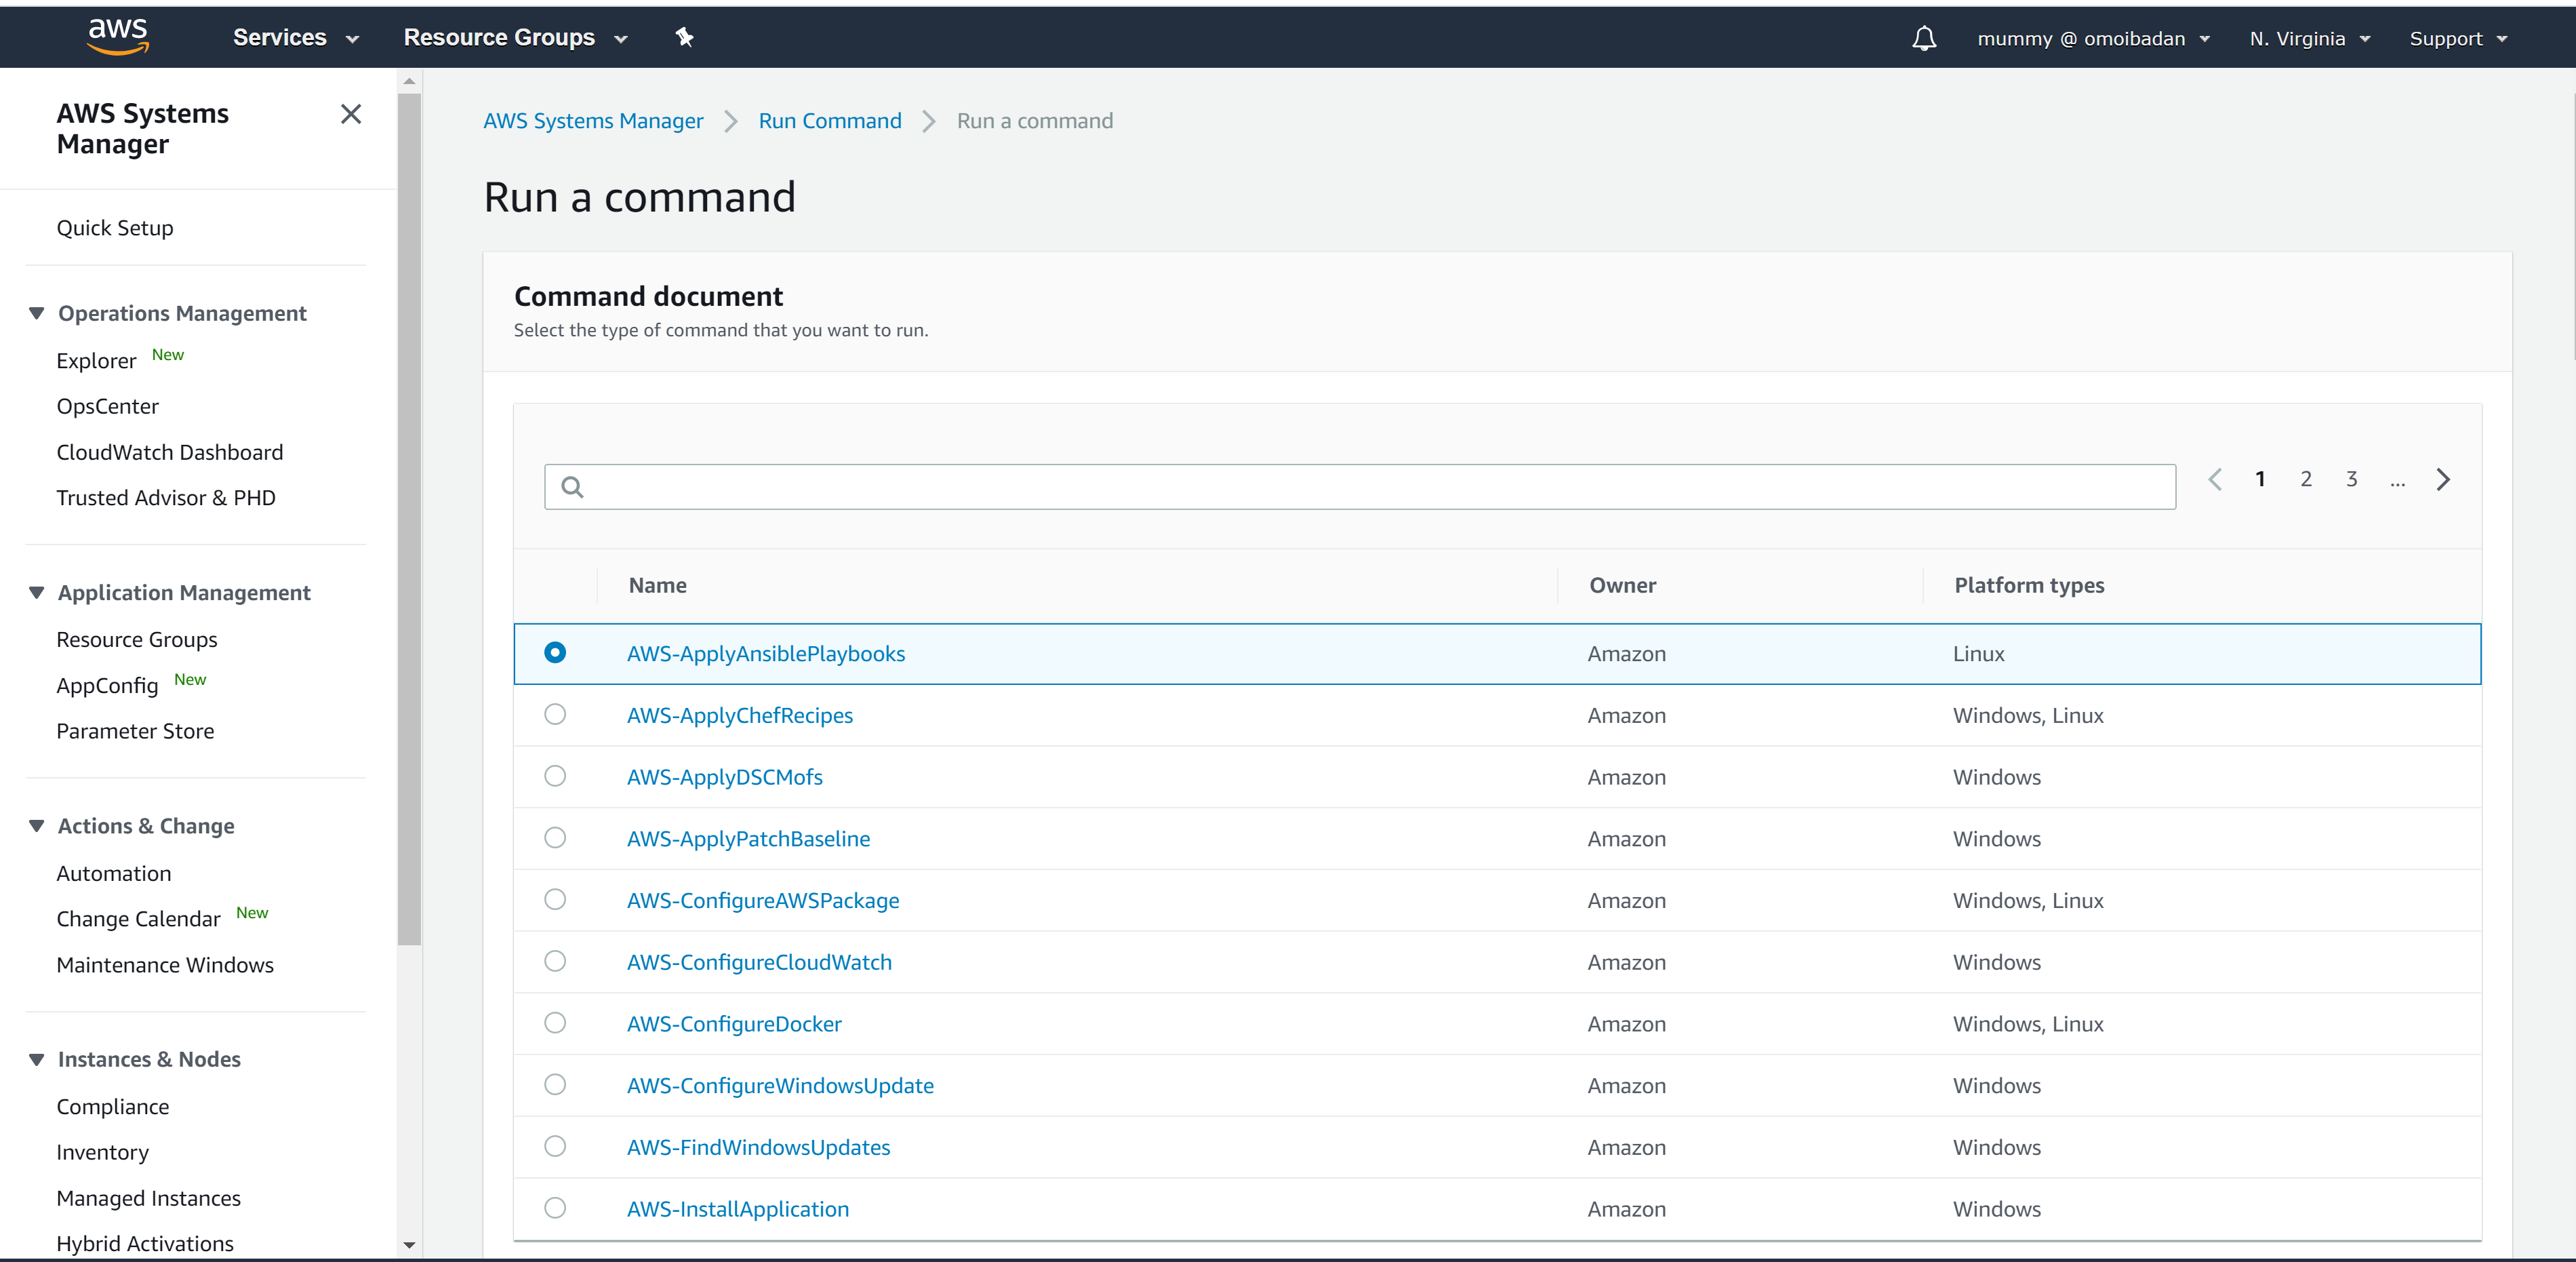 aws Services Resource Groups mummy @ omoibadan N. Virginia Support
AWS Systems
Manager
Quick Setup
Operations Management
Explorer New
OpsCenter
CloudWatch Dashboard
Trusted Advisor & PHD
Application Management
Resource Groups
AppConfig New
Parameter Store
Actions & Change
Automation
Change Calendar New
Maintenance Windows
Instances & Nodes
Compliance
Inventory
Managed Instances
Hybrid Activations
AWS Systems Manager Run Command Run a command
Run a command
Command document
Select the type of command that you want to run.
1 2 3 ...
Name Owner Platform types
AWS-ApplyAnsiblePlaybooks Amazon Linux
AWS-ApplyChefRecipes Amazon Windows, Linux
AWS-ApplyDSCMofs Amazon Windows
AWS-ApplyPatchBaseline Amazon Windows
AWS-ConfigureAWSPackage Amazon Windows, Linux
AWS-ConfigureCloudWatch Amazon Windows
AWS-ConfigureDocker Amazon Windows, Linux
AWS-ConfigureWindowsUpdate Amazon Windows
AWS-FindWindowsUpdates Amazon Windows
AWS-InstallApplication Amazon Windows